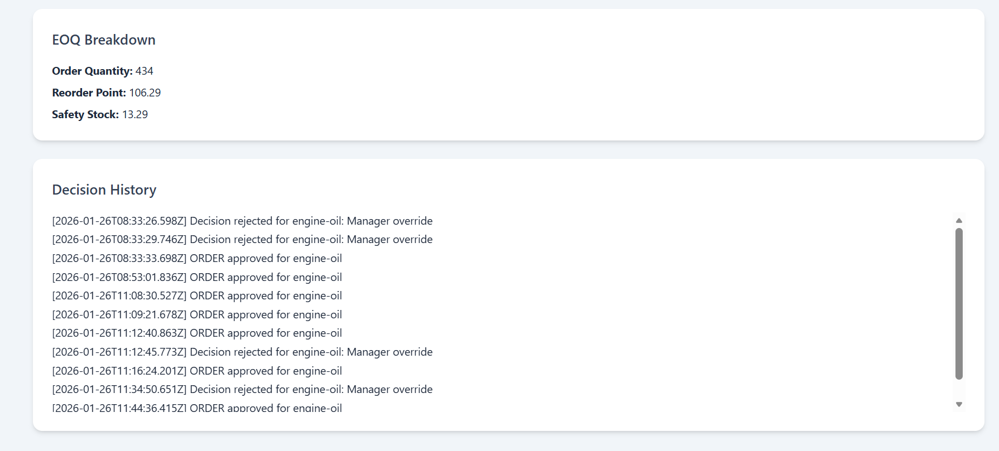 EOQ Breakdown
Order Quantity: 434
Reorder Point: 106.29
Safety Stock: 13.29
Decision History
[2026-01-26T08:33:26.598Z] Decision rejected for engine-oil: Manager override
[2026-01-26T08:33:29.746Z] Decision rejected for engine-oil: Manager override
[2026-01-26T08:33:33.698Z] ORDER approved for engine-oil
[2026-01-26T08:53:01.836Z] ORDER approved for engine-oil
[2026-01-26T11:08:30.527Z] ORDER approved for engine-oil
[2026-01-26T11:09:21.678Z] ORDER approved for engine-oil
[2026-01-26T11:12:40.863Z] ORDER approved for engine-oil
[2026-01-26T11:12:45.773Z] Decision rejected for engine-oil: Manager override
[2026-01-26T11:16:24.201Z] ORDER approved for engine-oil
[2026-01-26T11:34:50.651Z] Decision rejected for engine-oil: Manager override
[2026-01-26T11:44:36.415Z] ORDER approved for engine-oil